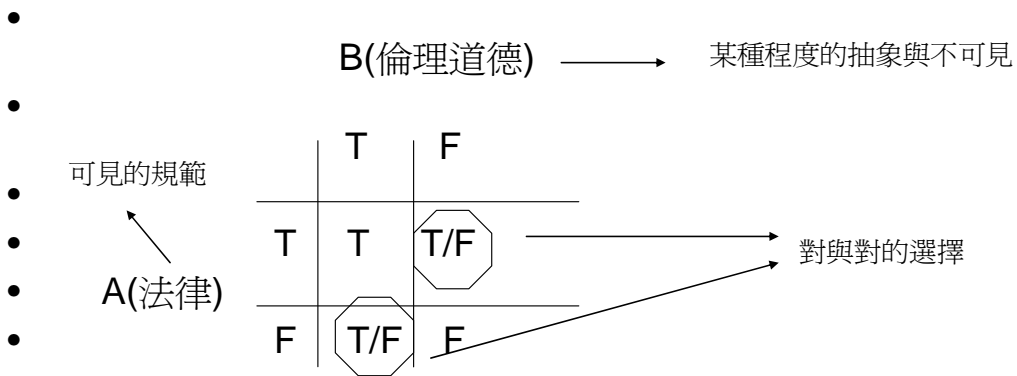 B(倫理道德)
某種程度的抽象與不可見
T F
可見的規範
T T T/F
對與對的選擇
A(法律)
F T/F F